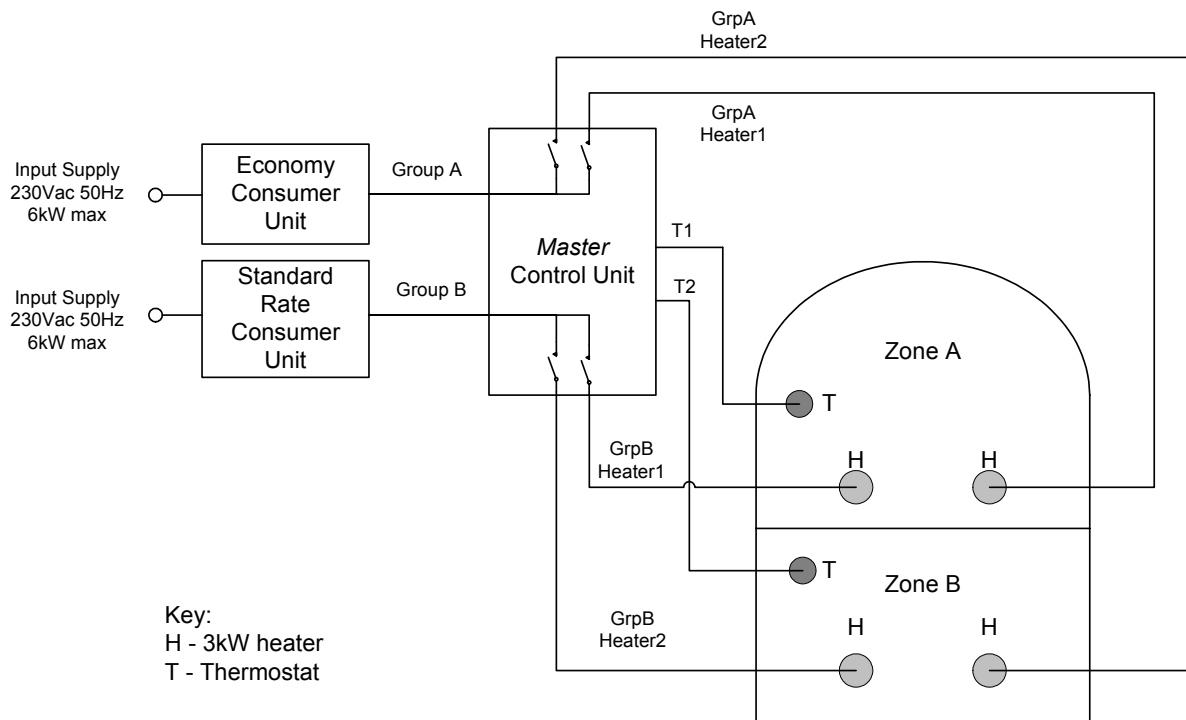 GrpA
Heater2
GrpA
Heater1
Input Supply
230Vac 50Hz
6kW max
Economy
Consumer
Unit
Group A
Master
Control Unit
T1
T2
Input Supply
230Vac 50Hz
6kW max
Standard
Rate
Consumer
Unit
Group B
Zone A
T
H
H
GrpB
Heater1
T
Zone B
H
H
GrpB
Heater2
Key:
H - 3kW heater
T - Thermostat